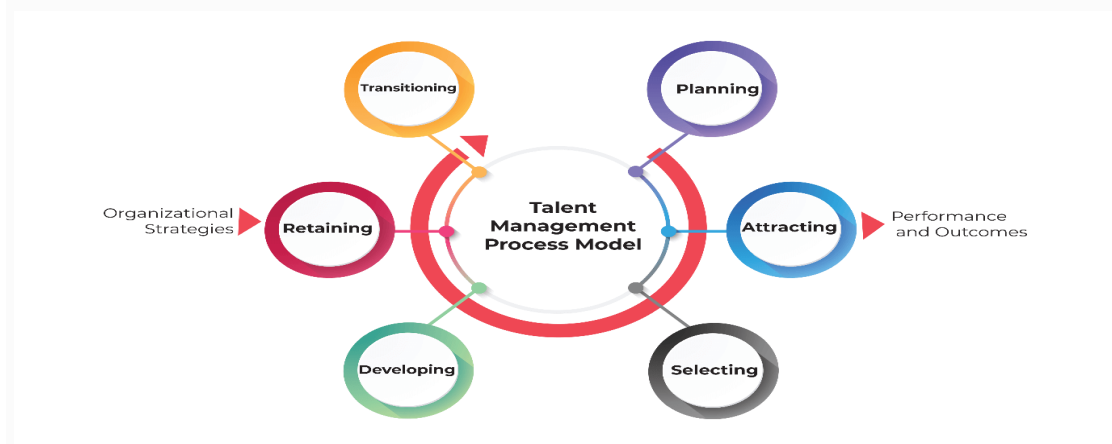 Transitioning
Planning
Organizational
Strategies
Retaining
Talent
Management
Process Model
Attracting
Performance
and Outcomes
Developing
Selecting